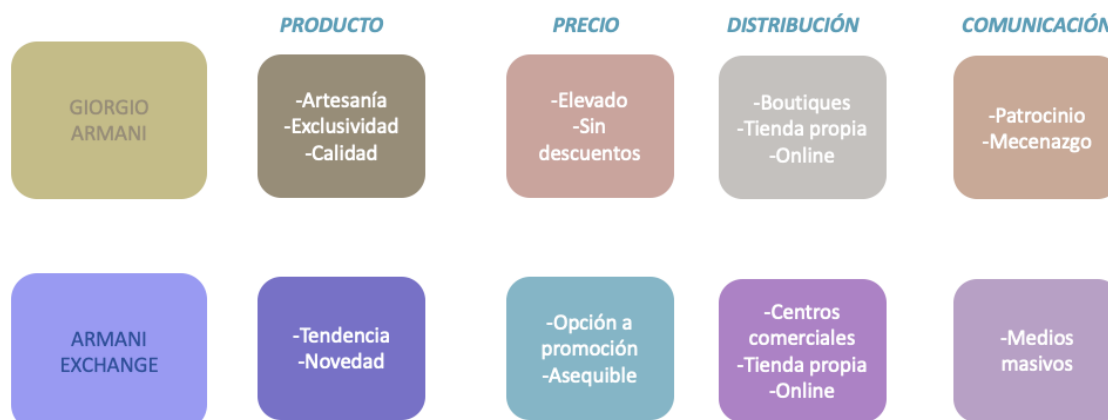 PRODUCTO
PRECIO
DISTRIBUCIÓN
COMUNICACIÓN
GIORGIO
ARMANI
-Artesanía
-Exclusividad
-Calidad
-Elevado
-Sin
descuentos
-Boutiques
-Tienda propia
-Online
-Patrocinio
-Mecenazgo
ARMANI
EXCHANGE
-Tendencia
-Novedad
-Opción a
promoción
-Asequible
-Centros
comerciales
-Tienda propia
-Online
-Medios
masivos